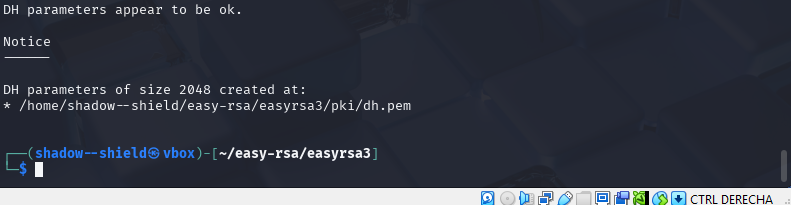 DH parameters appear to be ok.
Notice
------
DH parameters of size 2048 created at:
* /home/shadow--shield/easy-rsa/easyrsa3/pki/dh.pem
┌──(shadow--shield㉿vbox)-[~/easy-rsa/easyrsa3]
└─$
CTRL DERECHA